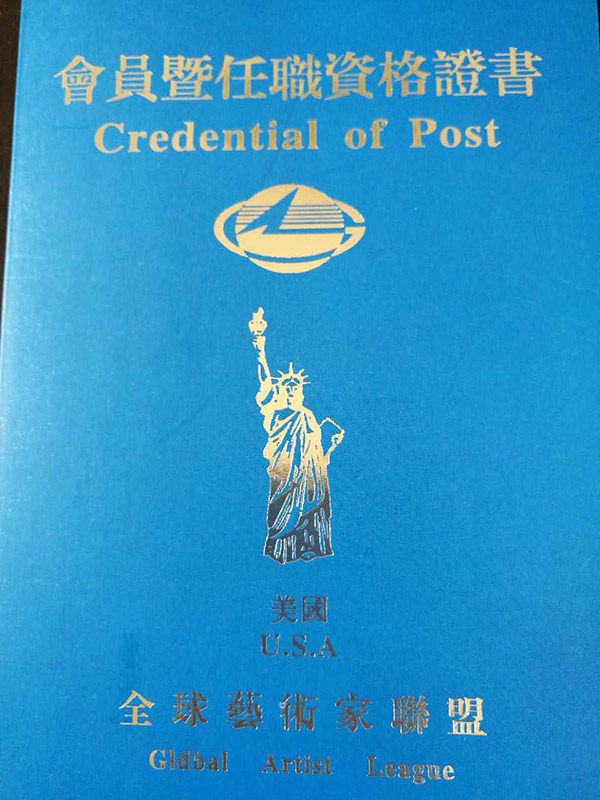 會員暨任職資格證書
Credential of Post
美國
U.S.A
全球藝術家聯盟
Gldbal Artist League